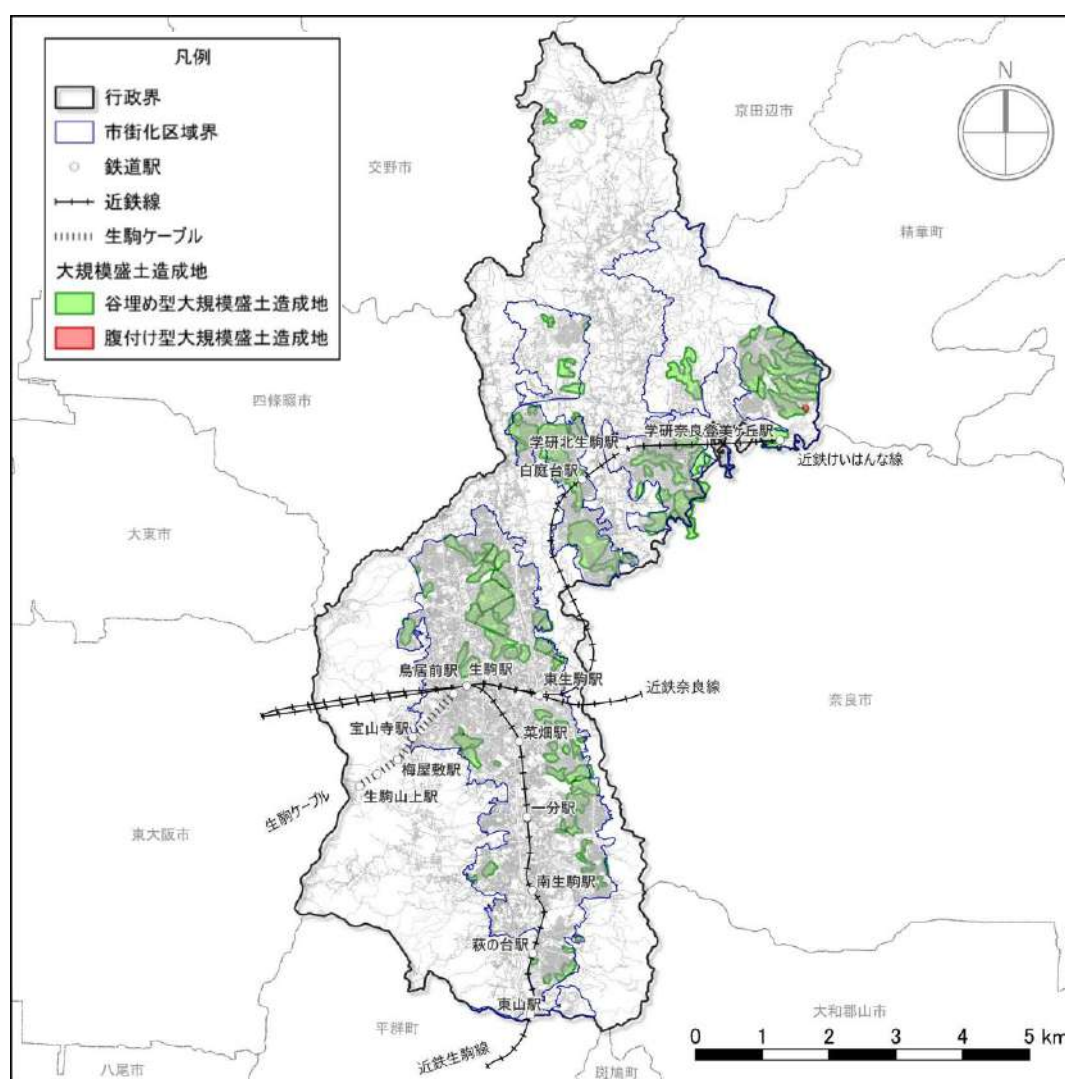 凡例
行政界
市街化区域界
鉄道駅
近鉄線
生駒ケーブル
大規模盛土造成地
谷埋め型大規模盛土造成地
腹付け型大規模盛土造成地
N
京田辺市
交野市
精華町
四條畷市
学研北生駒駅
学研奈良登美ケ丘駅
近鉄けいはんな線
白庭台駅
大東市
鳥居前駅
生駒駅
東生駒駅
近鉄奈良線
奈良市
宝山寺駅
菜畑駅
梅屋敷駅
生駒山上駅
生駒ケーブル
一分駅
東大阪市
南生駒駅
萩の台駅
東山駅
平群町
大和郡山市
近鉄生駒線
八尾市
斑鳩町
0 1 2 3 4 5 km